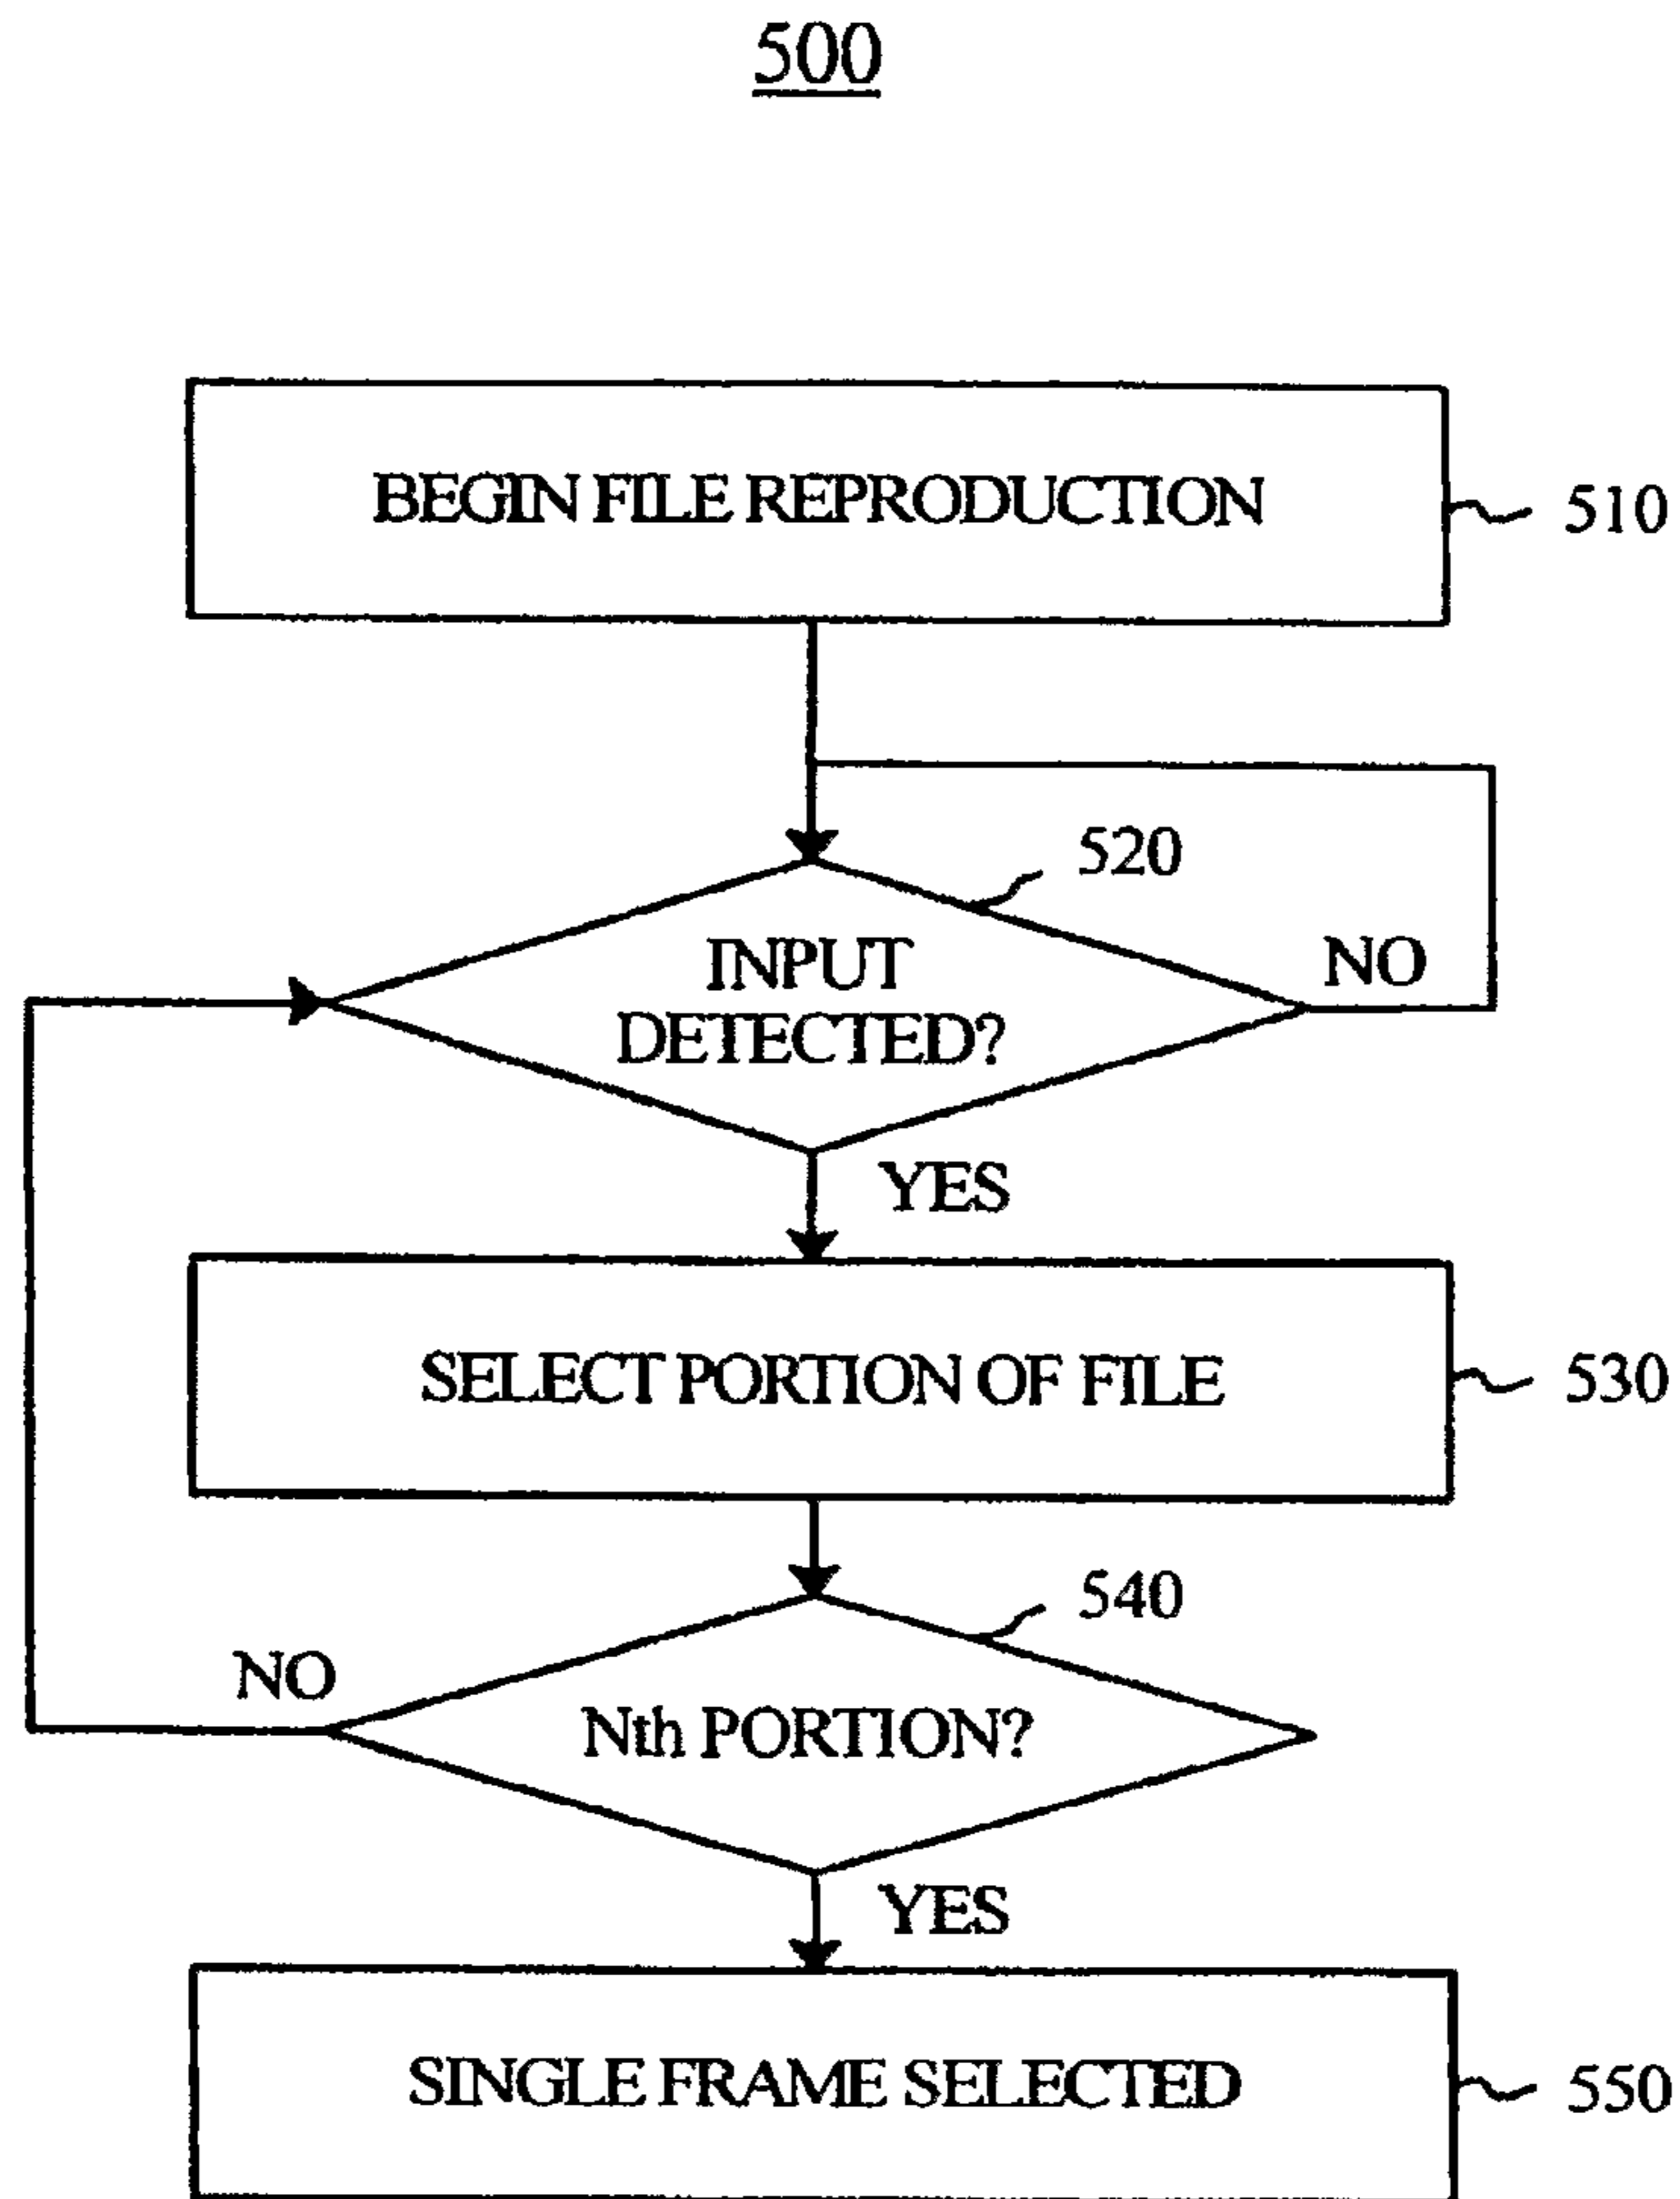 500
BEGIN FILE REPRODUCTION
510
520
INPUT
DETECTED?
NO
YES
SELECT PORTION OF FILE
530
540
NO
Nth PORTION?
YES
SINGLE FRAME SELECTED
550